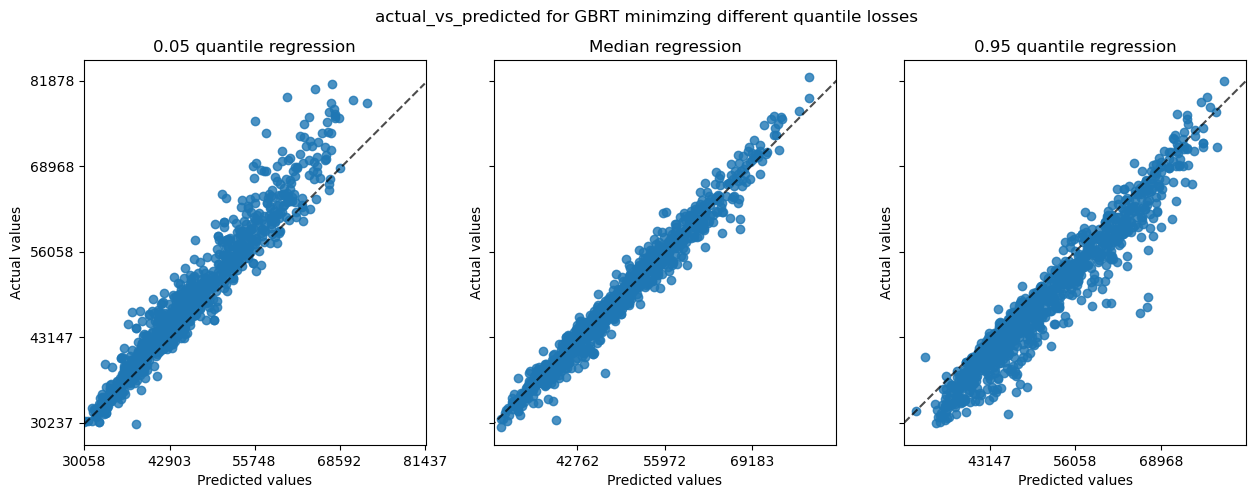 actual_vs_predicted for GBRT minimzing different quantile losses
0.05 quantile regression
Median regression
0.95 quantile regression
81878
68968
56058
43147
30237
Actual values
Actual values
Actual values
30058 42903 55748 68592 81437
42762 55972 69183
43147 56058 68968
Predicted values
Predicted values
Predicted values